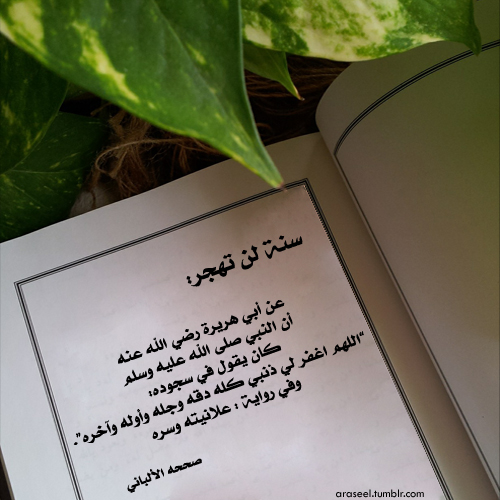 سنة لن تهجر:
عن أبي هريرة رضي الله عنه
أن النبي صلى الله عليه وسلم
كان يقول في سجوده:
"اللهم اغفر لي ذنبي كله دقه وجله وأوله وآخره".
وفي رواية : علانيته وسره
صححه الألباني
araseel.tumblr.com